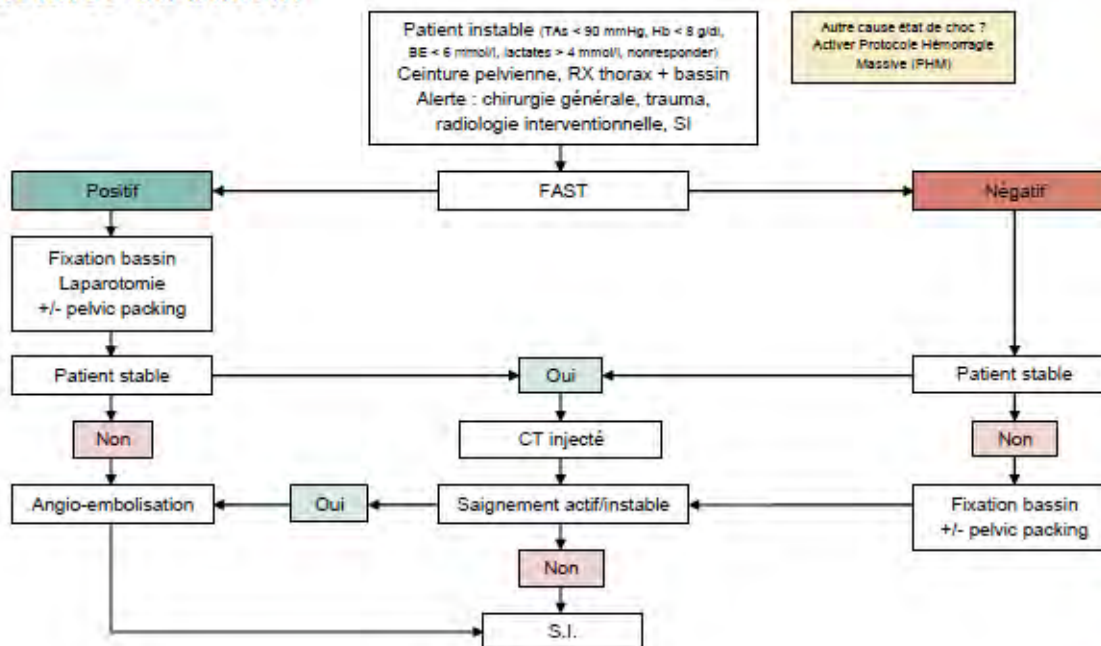 Patient instable (TAs < 90 mmHg, Hb < 8 g/dl,
BE < 6 mmol/l, lactates > 4 mmol/l, nonresponder)
Ceinture pelvienne, RX thorax + bassin
Alerte : chirurgie générale, trauma,
radiologie interventionnelle, SI
Autre cause état de choc ?
Activer Protocole Hémorragie
Massive (PHM)
Positif
FAST
Négatif
Fixation bassin
Laparotomie
+/- pelvic packing
Patient stable
Oui
Patient stable
Non
CT injecté
Non
Angio-embolisation
Oui
Saignement actif/instable
Fixation bassin
+/- pelvic packing
Non
S.I.